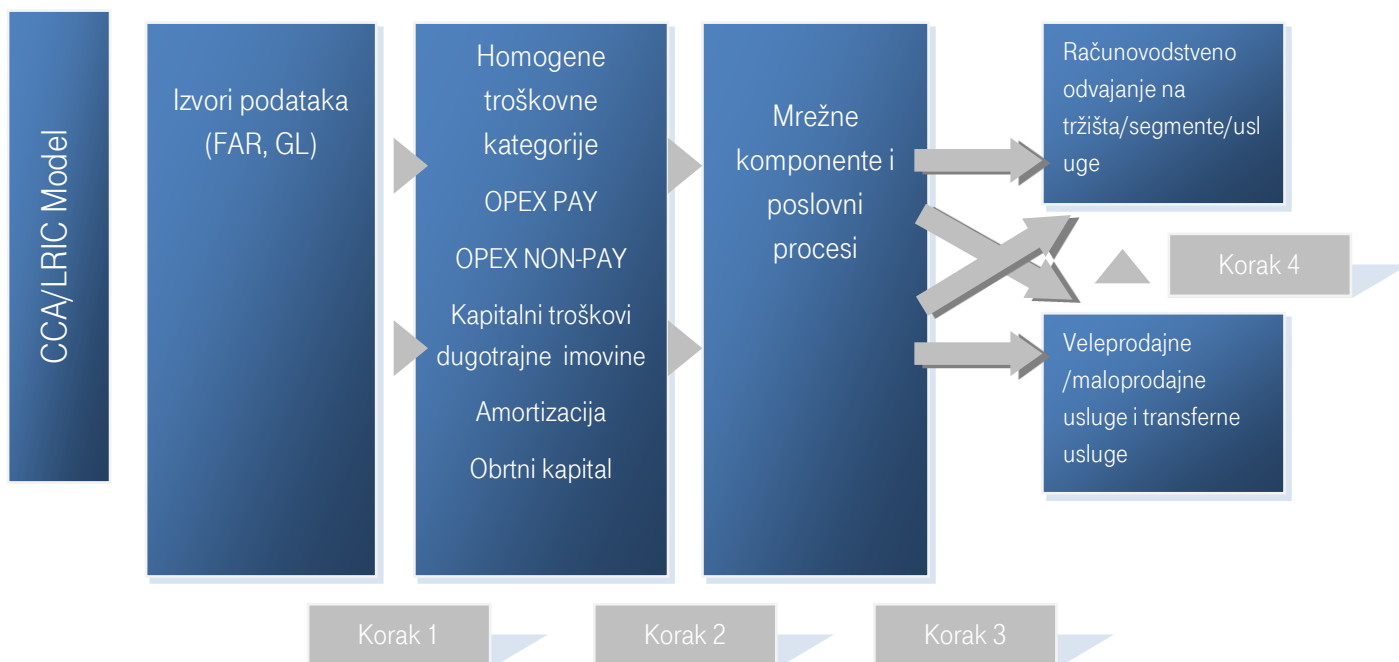 CCA/LRIC Model
Izvori podataka
(FAR, GL)
Homogene
troškovne
kategorije
OPEX PAY
OPEX NON-PAY
Kapitalni troškovi
dugotrajne imovine
Amortizacija
Obrtni kapital
Mrežne
komponente i
poslovni
procesi
Računovodstveno
odvajanje na
tržišta/segmente/usl
uge
Korak 4
Veleprodajne
/maloprodajne
usluge i transferne
usluge
Korak 1
Korak 2
Korak 3